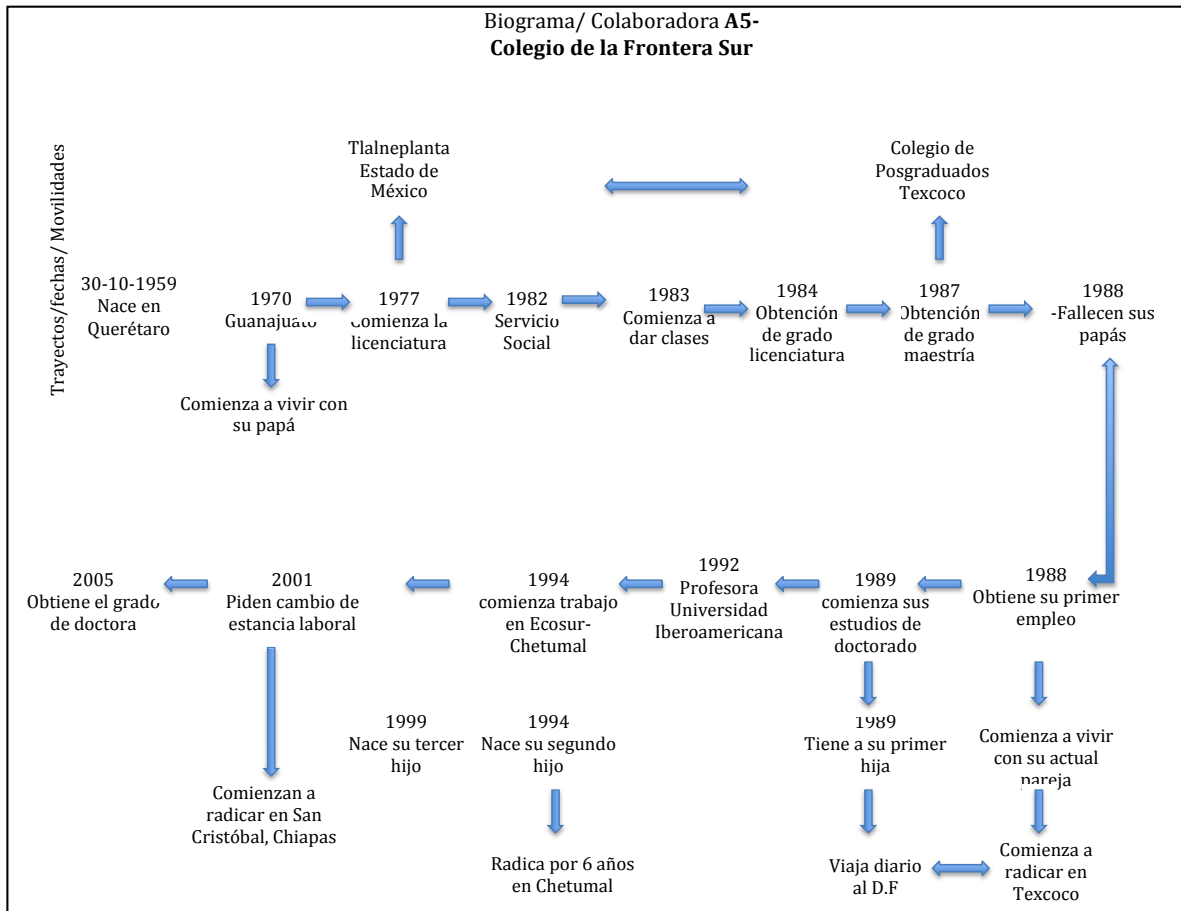 Biograma/ Colaboradora A5-
Colegio de la Frontera Sur
Trayectos/fechas/ Movilidades
Tlalneplanta
Estado de
México
Colegio de
Posgraduados
Texcoco
30-10-1959
Nace en
Querétaro
1970
Guanajuato
1977
Comienza la
licenciatura
1982
Servicio
Social
1983
Comienza a
dar clases
1984
Obtención
de grado
licenciatura
1987
Obtención
de grado
maestría
1988
-Fallecen sus
papás
Comienza a vivir con
su papá
2005
Obtiene el grado
de doctora
2001
Piden cambio de
estancia laboral
1994
comienza trabajo
en Ecosur-
Chetumal
1992
Profesora
Universidad
Iberoamericana
1989
comienza sus
estudios de
doctorado
1988
Obtiene su primer
empleo
1999
Nace su tercer
hijo
1994
Nace su segundo
hijo
1989
Tiene a su primer
hija
Comienza a vivir
con su actual
pareja
Comienzan a
radicar en San
Cristóbal, Chiapas
Radica por 6 años
en Chetumal
Viaja diario
al D.F
Comienza a
radicar en
Texcoco